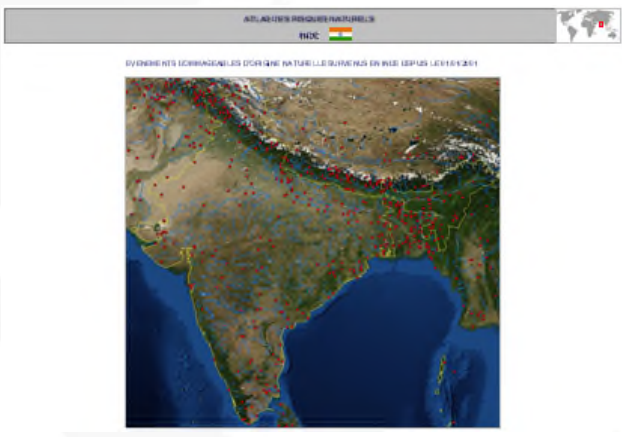 ATLAS DES RISQUES NATURELS
INDE
EVENEMENTS DOMMAGEABLES D'ORIGINE NATURELLE SURVENUS EN INDE DEPUIS LE 01/01/2001